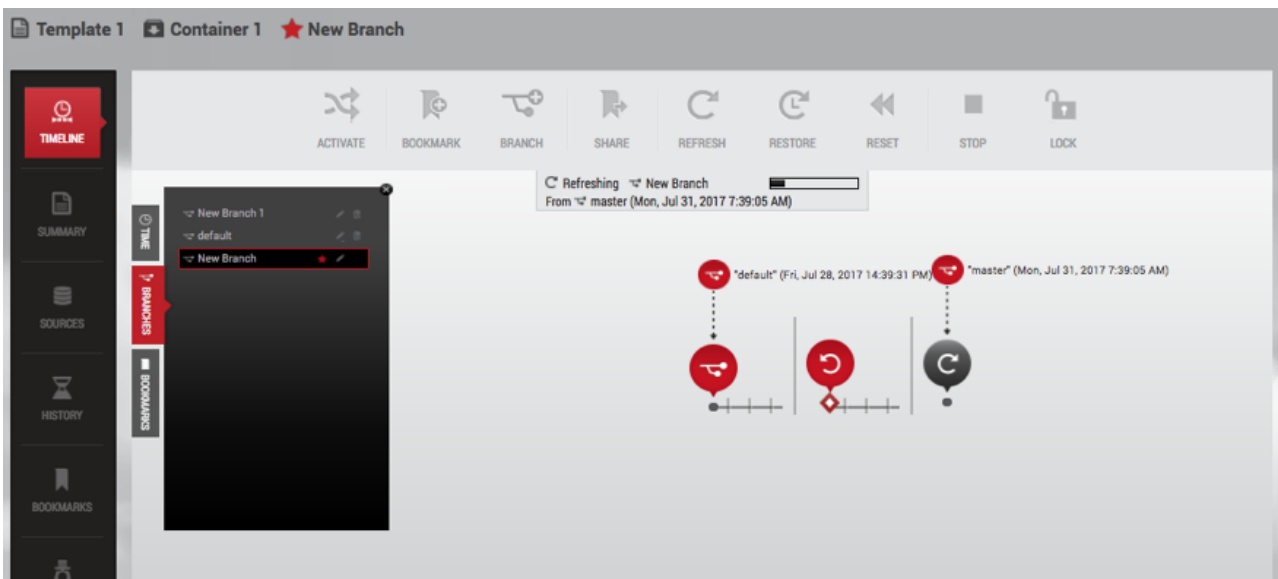 Template 1 Container 1 New Branch
TIMELINE
SUMMARY
SOURCES
HISTORY
BOOKMARKS
ACTIVATE BOOKMARK BRANCH SHARE REFRESH RESTORE RESET STOP LOCK
Refreshing New Branch
From master (Mon, Jul 31, 2017 7:39:05 AM)
TIME
BRANCHES
BOOKMARKS
New Branch 1
default
New Branch
"default" (Fri, Jul 28, 2017 14:39:31 PM) "master" (Mon, Jul 31, 2017 7:39:05 AM)